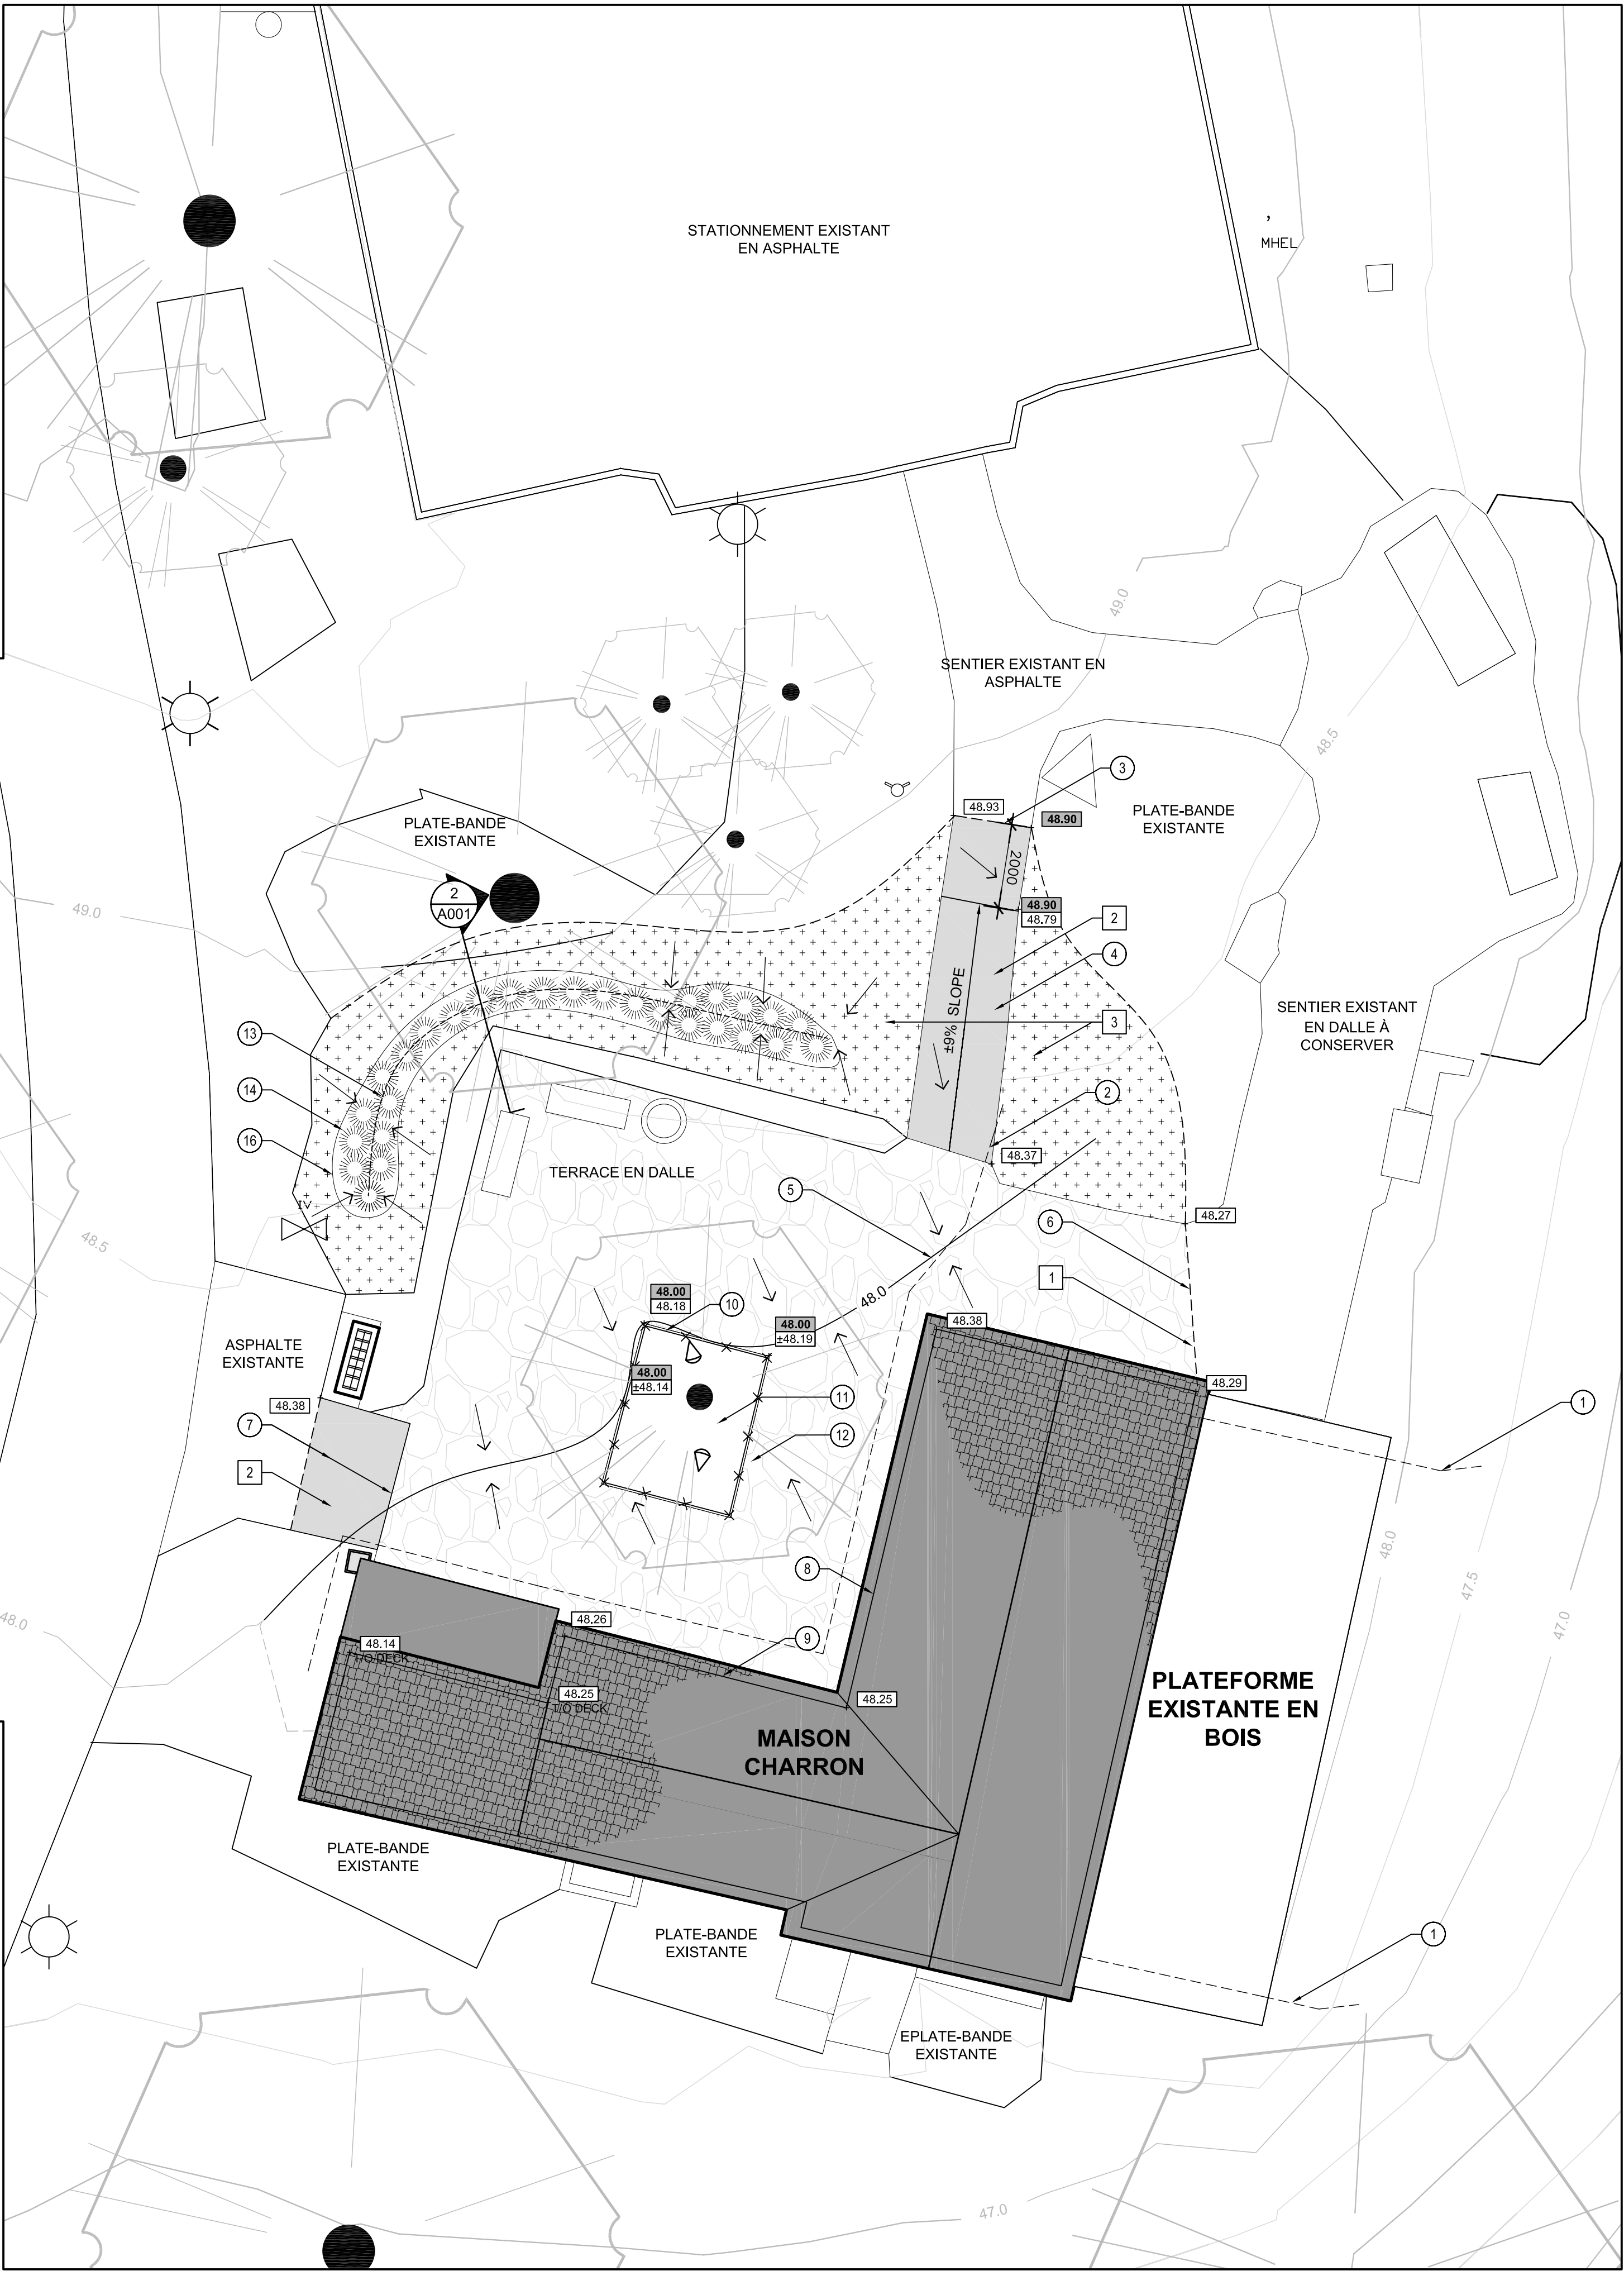 STATIONNEMENT EXISTANT
EN ASPHALTE
,
MHEL
49.0
SENTIER EXISTANT EN
ASPHALTE
48.5
3
48.93
48.90
PLATE-BANDE
EXISTANTE
PLATE-BANDE
EXISTANTE
2000
2
A001
49.0
48.90
48.79
2
4
±9% SLOPE
SENTIER EXISTANT
EN DALLE À
CONSERVER
13
3
14
2
16
48.37
TERRACE EN DALLE
5
IV
48.27
6
48.5
1
48.0
48.00
48.18
10
48.00
±48.19
48.38
ASPHALTE
EXISTANTE
48.00
±48.14
48.29
11
1
48.38
7
12
2
48.0
8
47.5
48.0
47.0
48.26
9
48.14
T/O DECK
48.25
T/O DECK
48.25
PLATEFORME
EXISTANTE EN
BOIS
MAISON
CHARRON
PLATE-BANDE
EXISTANTE
PLATE-BANDE
EXISTANTE
1
EPLATE-BANDE
EXISTANTE
47.0